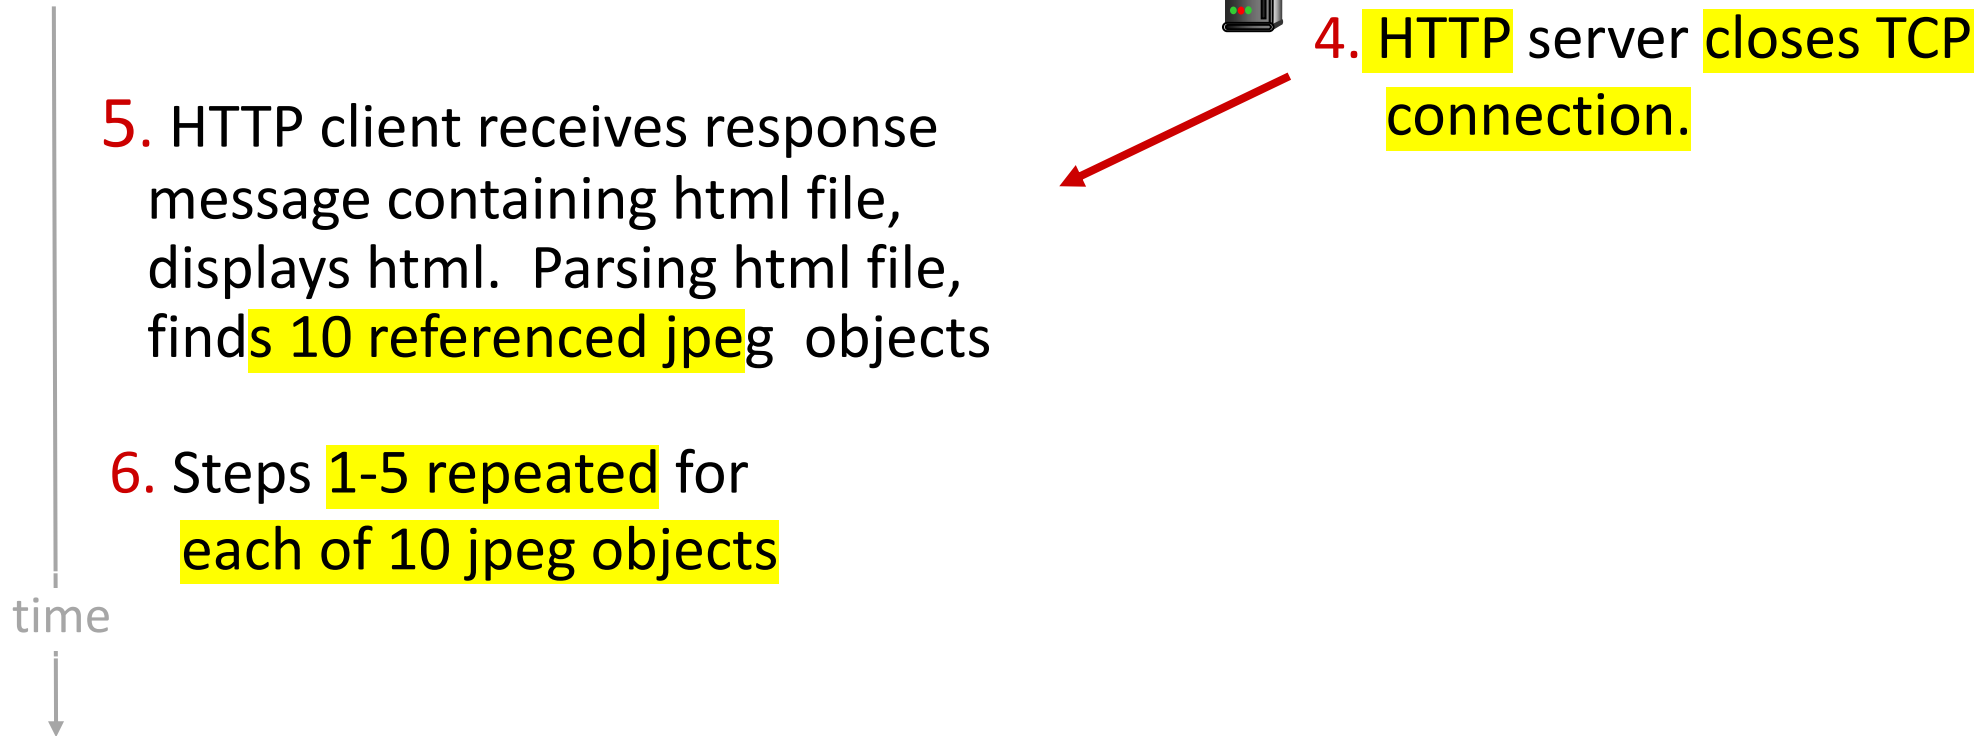 4. HTTP server closes TCP
connection.
5. HTTP client receives response
message containing html file,
displays html.  Parsing html file,
finds 10 referenced jpeg  objects
6. Steps 1-5 repeated for
each of 10 jpeg objects
time